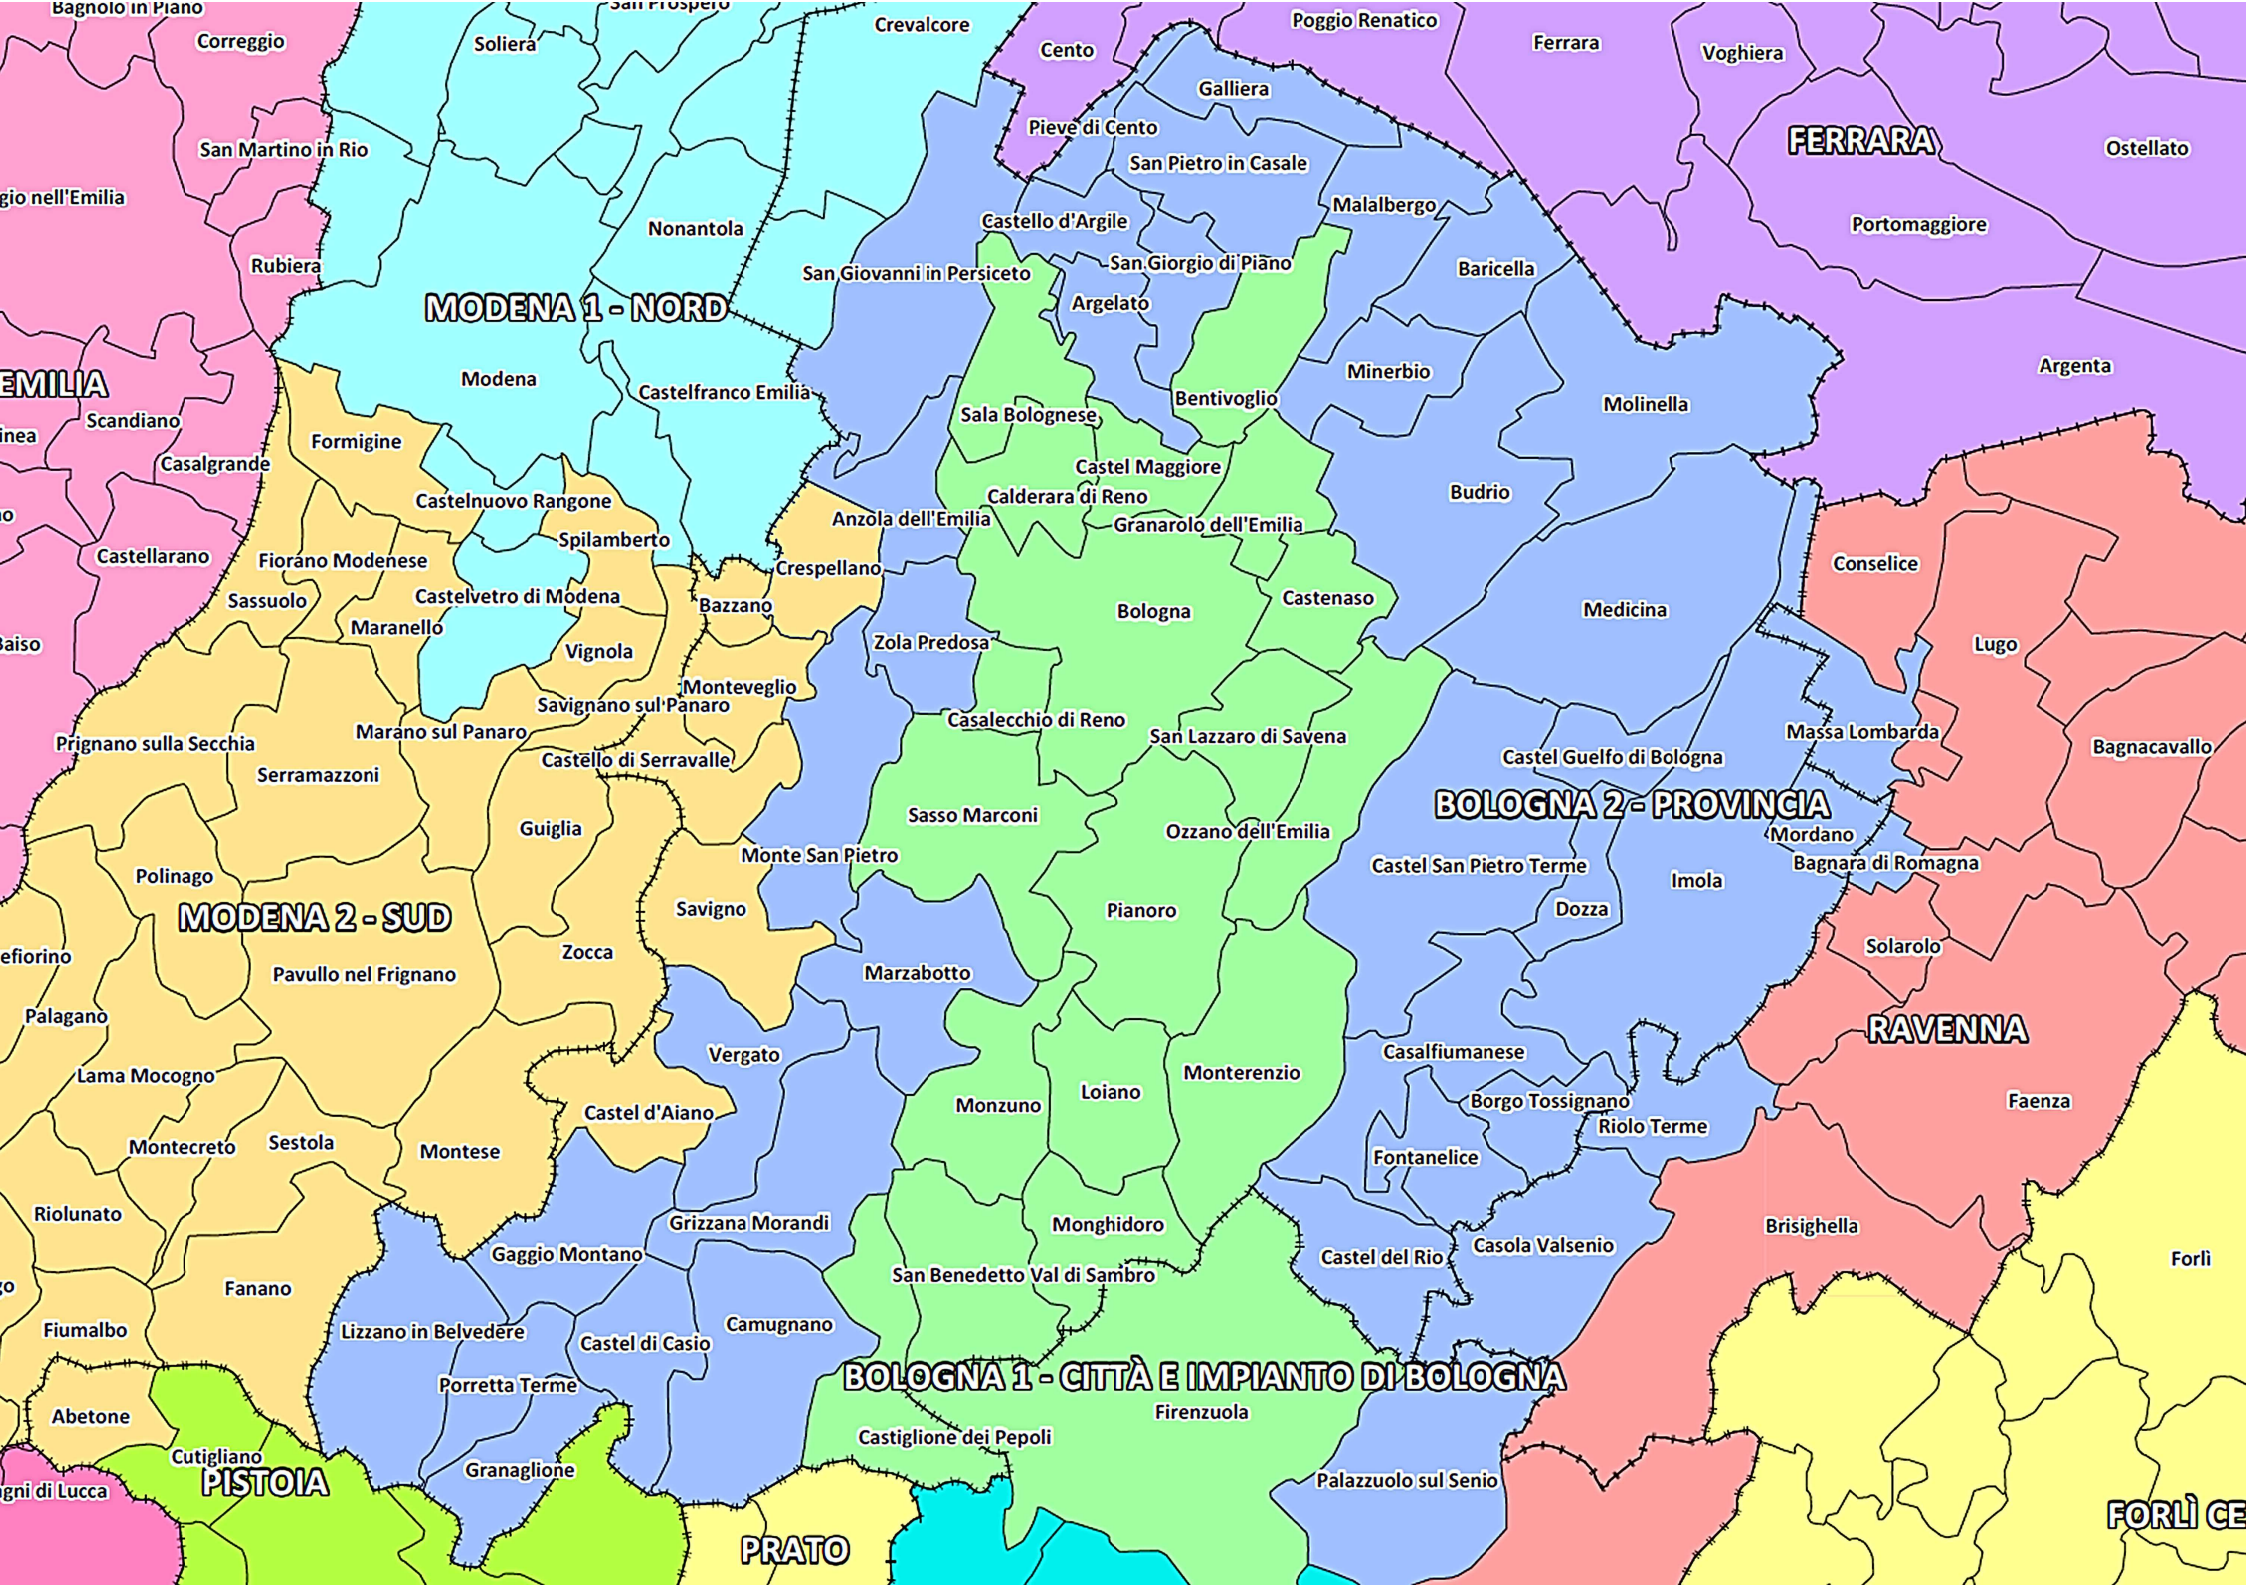 Bagnolo in Piano
San Prospero
Correggio
Soliera
Crevalcore
Cento
Poggio Renatico
Ferrara
Voghiera
Galliera
Pieve di Cento
FERRARA
Ostellato
San Martino in Rio
San Pietro in Casale
gio nell'Emilia
Malalbergo
Nonantola
Castello d'Argile
Portomaggiore
Rubiera
San Giovanni in Persiceto
San Giorgio di Piano
Baricella
MODENA 1 - NORD
Argelato
EMILIA
Modena
Castelfranco Emilia
Bentivoglio
Minerbio
Argenta
Molinella
Scandiano
Sala Bolognese
inea
Formigine
Casalgrande
Castel Maggiore
Castelnuovo Rangone
Calderara di Reno
Budrio
o
Anzola dell'Emilia
Granarolo dell'Emilia
Castellarano
Fiorano Modenese
Spilamberto
Crespellano
Conselice
Sassuolo
Castelvetro di Modena
Bazzano
Bologna
Castenaso
Medicina
Maranello
Baiso
Vignola
Zola Predosa
Lugo
Monteveglio
Savignano sul Panaro
Prignano sulla Secchia
Marano sul Panaro
Casalecchio di Reno
San Lazzaro di Savena
Massa Lombarda
Bagnacavallo
Serramazzoni
Castello di Serravalle
Castel Guelfo di Bologna
Guiglia
Sasso Marconi
Ozzano dell'Emilia
BOLOGNA 2 - PROVINCIA
Mordano
Polinago
Monte San Pietro
Castel San Pietro Terme
Imola
Bagnara di Romagna
MODENA 2 - SUD
Savigno
Pianoro
Dozza
efiorino
Zocca
Solarolo
Pavullo nel Frignano
Marzabotto
Palagano
RAVENNA
Vergato
Casalfiumanese
Lama Mocogno
Monterenzio
Castel d'Aiano
Monzuno
Loiano
Borgo Tossignano
Faenza
Montecreto
Sestola
Montese
Riolo Terme
Fontanelice
Riolunato
Grizzana Morandi
Monghidoro
Brisighella
Gaggio Montano
Castel del Rio
Casola Valsenio
Forlì
go
Fanano
San Benedetto Val di Sambro
Fiumalbo
Lizzano in Belvedere
Castel di Casio
Camugnano
BOLOGNA 1 - CITTÀ E IMPIANTO DI BOLOGNA
Porretta Terme
Abetone
Firenzuola
Cutigliano
Castiglione dei Pepoli
PISTOIA
Granaglione
Palazzuolo sul Senio
gni di Lucca
PRATO
FORLÌ CE